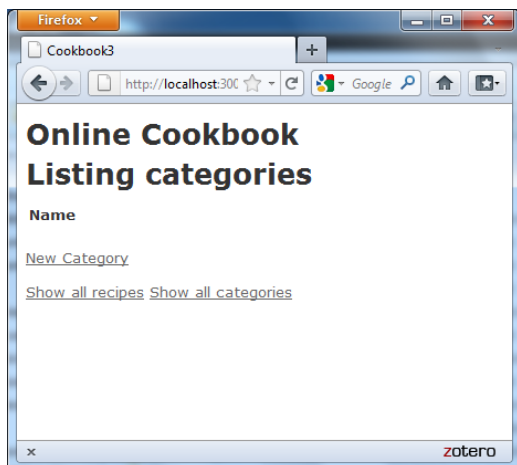 Firefox
Cookbook3
http://localhost:300
Google
Online Cookbook
Listing categories
Name
New Category
Show all recipes Show all categories
× zotero